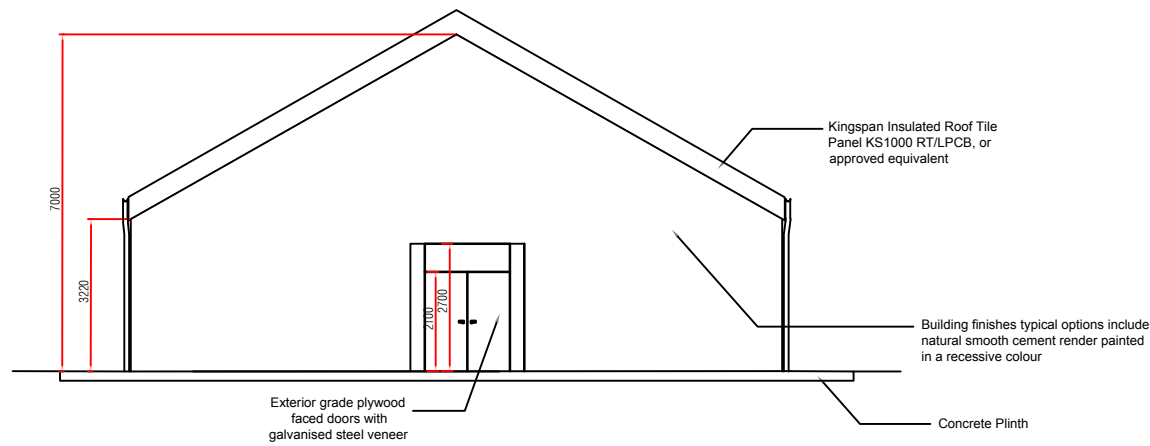 Kingspan Insulated Roof Tile
Panel KS1000 RT/LPCB, or
approved equivalent
7000
3220
2100
2700
Building finishes typical options include
natural smooth cement render painted
in a recessive colour
Exterior grade plywood
faced doors with
galvanised steel veneer
Concrete Plinth